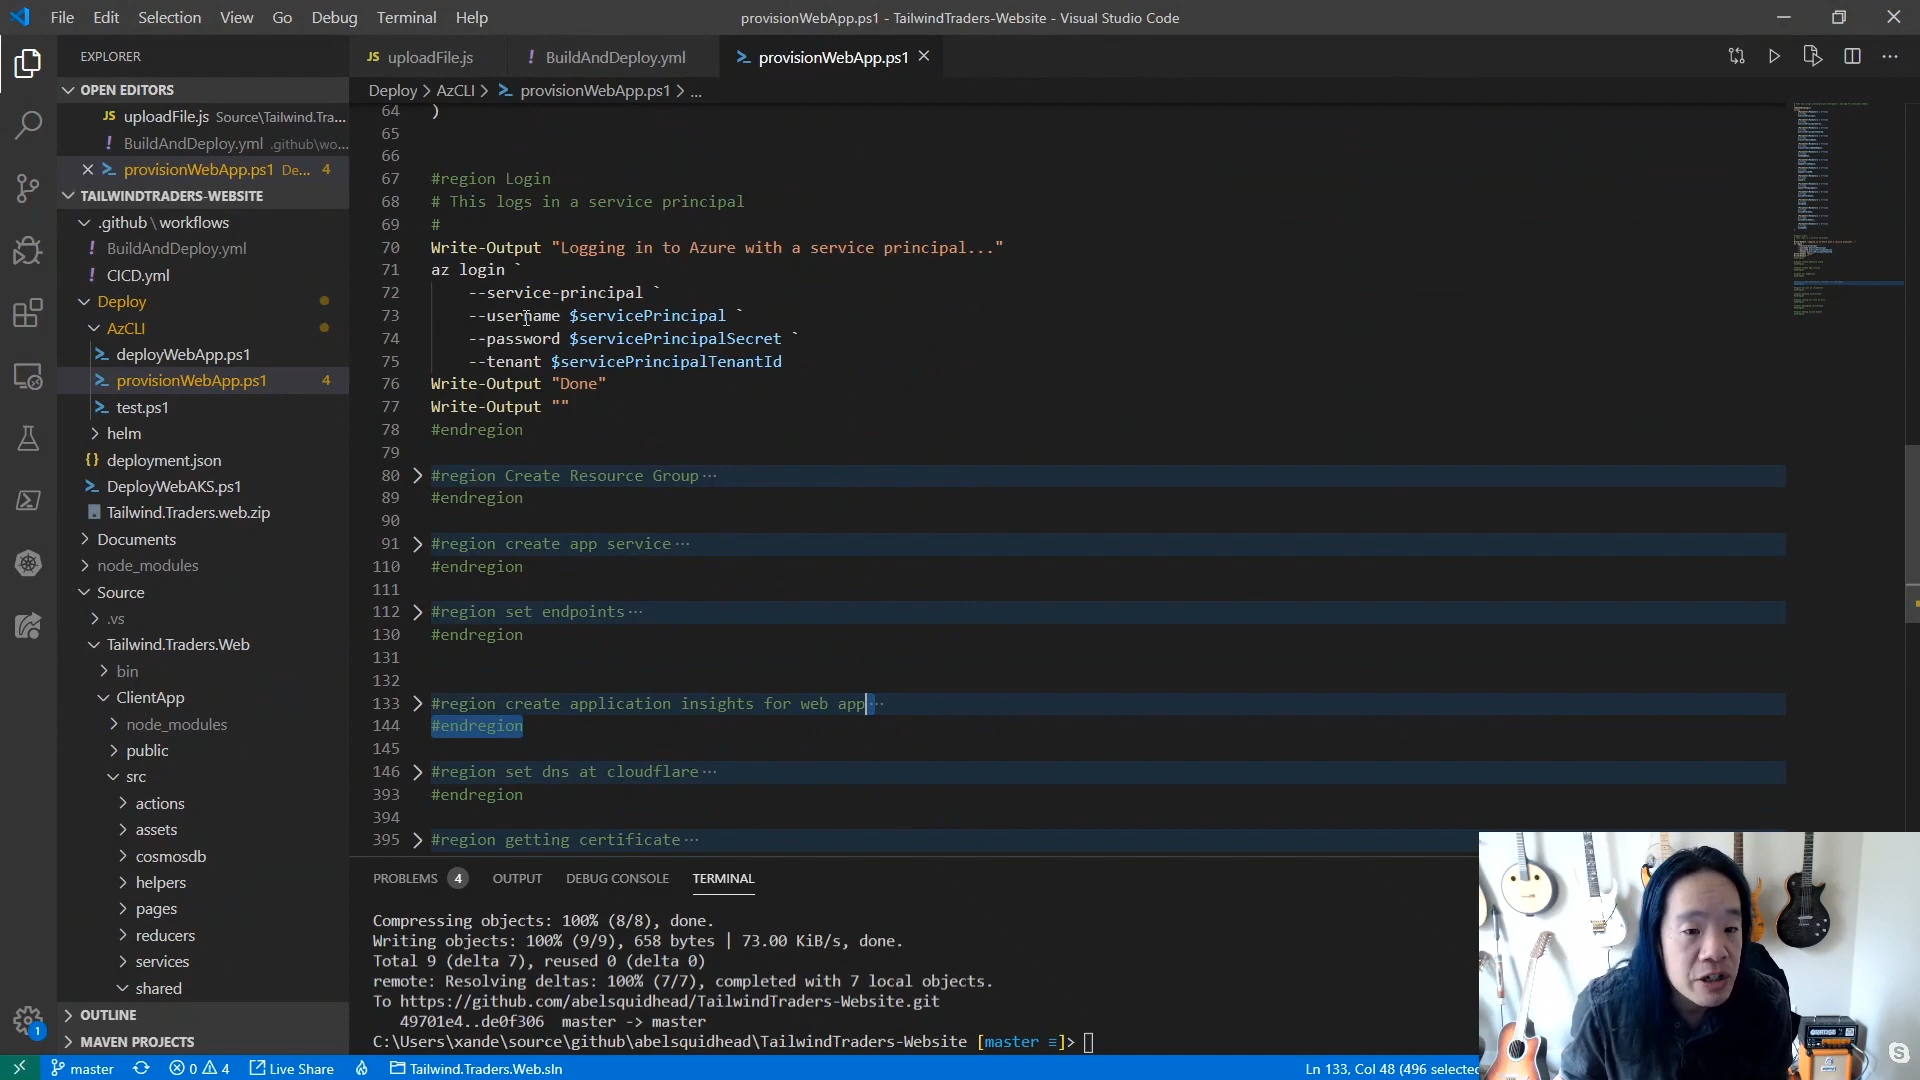 File Edit Selection View Go Debug Terminal Help
provisionWebApp.ps1 - TailwindTraders-Website - Visual Studio Code
EXPLORER
OPEN EDITORS
JS uploadFile.js Source\Tailwind.Tra...
! BuildAndDeploy.yml .github\wo...
provisionWebApp.ps1 De... 4
TAILWINDTRADERS-WEBSITE
.github \ workflows
! BuildAndDeploy.yml
! CICD.yml
Deploy
AzCLI
deployWebApp.ps1
provisionWebApp.ps1 4
test.ps1
helm
{} deployment.json
DeployWebAKS.ps1
Tailwind.Traders.web.zip
Documents
node_modules
Source
.vs
Tailwind.Traders.Web
bin
ClientApp
node_modules
public
src
actions
assets
cosmosdb
helpers
pages
reducers
services
shared
OUTLINE
MAVEN PROJECTS
1
JS uploadFile.js
! BuildAndDeploy.yml
provisionWebApp.ps1
Deploy > AzCLI > provisionWebApp.ps1 > ...
64 )
65
66
67 #region Login
68 # This logs in a service principal
69 #
70 Write-Output "Logging in to Azure with a service principal..."
71 az login `
72 --service-principal `
73 --username $servicePrincipal `
74 --password $servicePrincipalSecret `
75 --tenant $servicePrincipalTenantId
76 Write-Output "Done"
77 Write-Output ""
78 #endregion
79
80 #region Create Resource Group...
89 #endregion
90
91 #region create app service...
110 #endregion
111
112 #region set endpoints...
130 #endregion
131
132
133 #region create application insights for web app...
144 #endregion
145
146 #region set dns at cloudflare...
393 #endregion
394
395 #region getting certificate...
PROBLEMS 4 OUTPUT DEBUG CONSOLE TERMINAL
Compressing objects: 100% (8/8), done.
Writing objects: 100% (9/9), 658 bytes | 73.00 KiB/s, done.
Total 9 (delta 7), reused 0 (delta 0)
remote: Resolving deltas: 100% (7/7), completed with 7 local objects.
To https://github.com/abelsquidhead/TailwindTraders-Website.git
49701e4..de0f306 master -> master
C:\Users\xande\source\github\abelsquidhead\TailwindTraders-Website [master ≡]>
master 0 4 Live Share Tailwind.Traders.Web.sln
Ln 133, Col 48 (496 selected